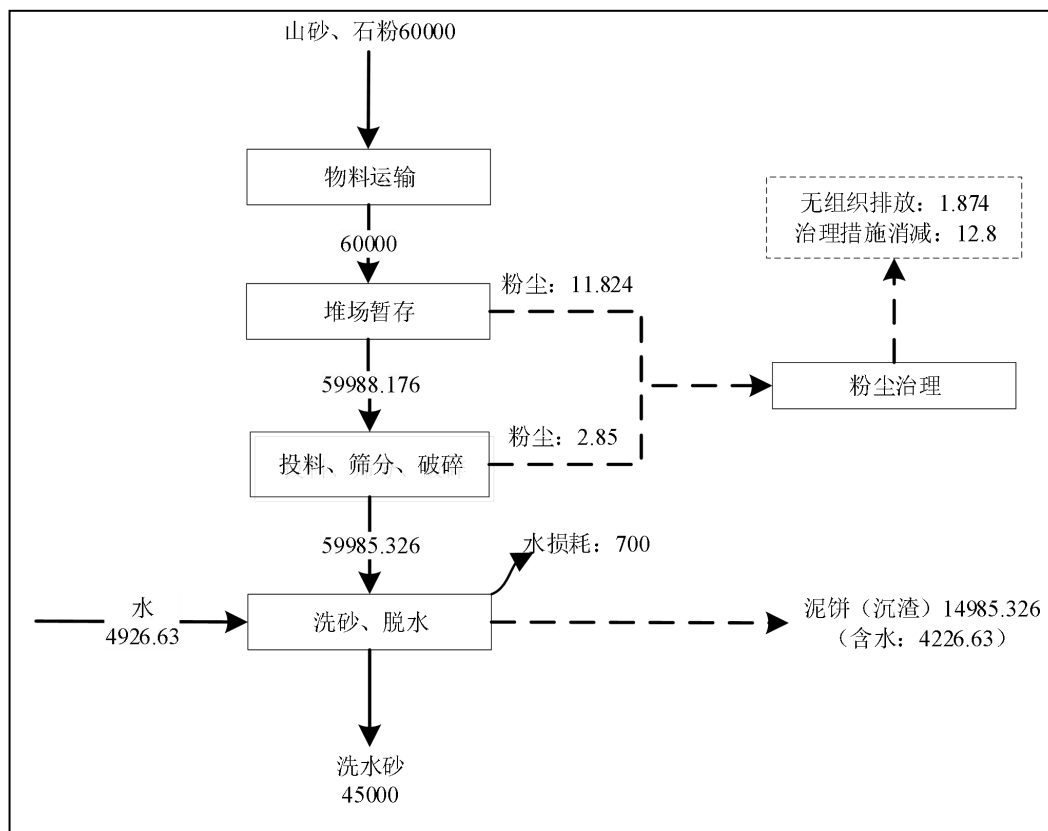 山砂、石粉60000
物料运输
60000
无组织排放：1.874
治理措施消减：12.8
堆场暂存
粉尘：11.824
59988.176
粉尘治理
投料、筛分、破碎
粉尘：2.85
59985.326
水损耗：700
水
4926.63
洗砂、脱水
泥饼（沉渣）14985.326
（含水：4226.63）
洗水砂
45000